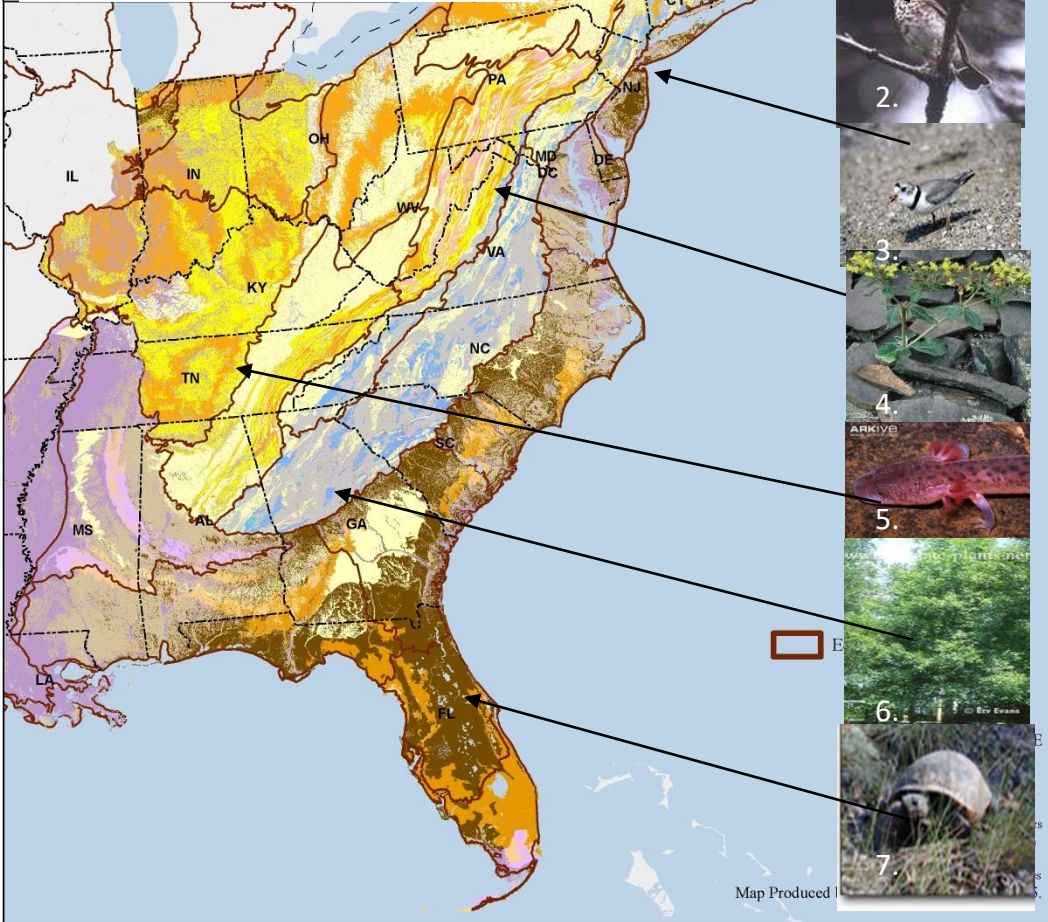 PA
NJ
OH
MD
DC
DE
IL
IN
WV
VA
KY
NC
TN
SC
MS
AL
GA
LA
FL
2.
3.
4.
ARKIVE
5.
6.
© Erv Evans
7.
E
E
Map Produced